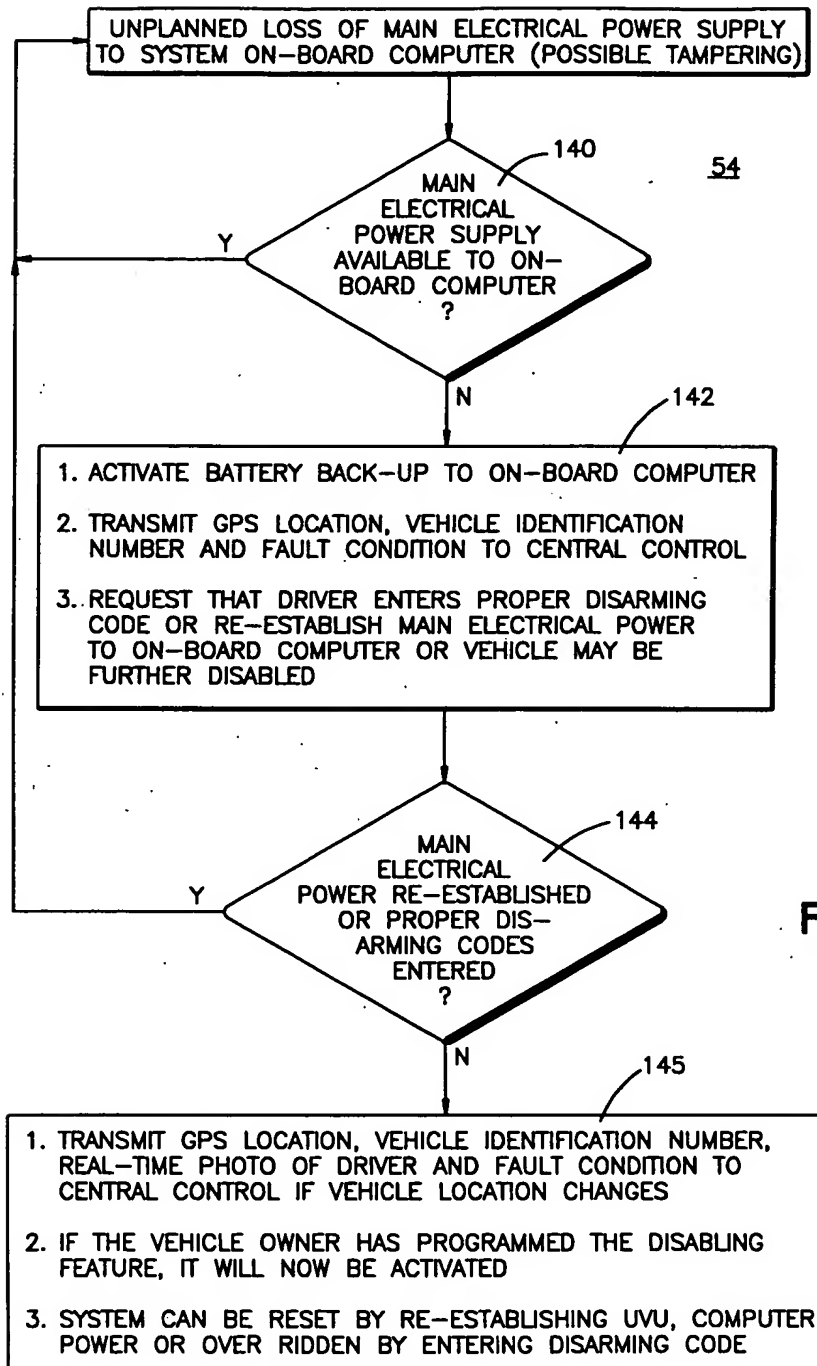 UNPLANNED LOSS OF MAIN ELECTRICAL POWER SUPPLY
TO SYSTEM ON-BOARD COMPUTER (POSSIBLE TAMPERING)
140
54
MAIN
ELECTRICAL
POWER SUPPLY
AVAILABLE TO ON-
BOARD COMPUTER
?
Y
N
142
1. ACTIVATE BATTERY BACK-UP TO ON-BOARD COMPUTER
2. TRANSMIT GPS LOCATION, VEHICLE IDENTIFICATION
NUMBER AND FAULT CONDITION TO CENTRAL CONTROL
3. REQUEST THAT DRIVER ENTERS PROPER DISARMING
CODE OR RE-ESTABLISH MAIN ELECTRICAL POWER
TO ON-BOARD COMPUTER OR VEHICLE MAY BE
FURTHER DISABLED
144
MAIN
ELECTRICAL
POWER RE-ESTABLISHED
OR PROPER DIS-
ARMING CODES
ENTERED
?
Y
F
N
145
1. TRANSMIT GPS LOCATION, VEHICLE IDENTIFICATION NUMBER,
REAL-TIME PHOTO OF DRIVER AND FAULT CONDITION TO
CENTRAL CONTROL IF VEHICLE LOCATION CHANGES
2. IF THE VEHICLE OWNER HAS PROGRAMMED THE DISABLING
FEATURE, IT WILL NOW BE ACTIVATED
3. SYSTEM CAN BE RESET BY RE-ESTABLISHING UVU, COMPUTER
POWER OR OVER RIDDEN BY ENTERING DISARMING CODE